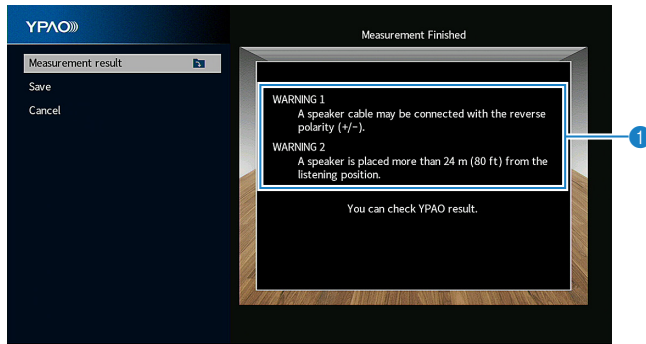 YPAO
Measurement Finished
Measurement result
Save
Cancel
WARNING 1
A speaker cable may be connected with the reverse
polarity (+/-).
WARNING 2
A speaker is placed more than 24 m (80 ft) from the
listening position.
You can check YPAO result.
1